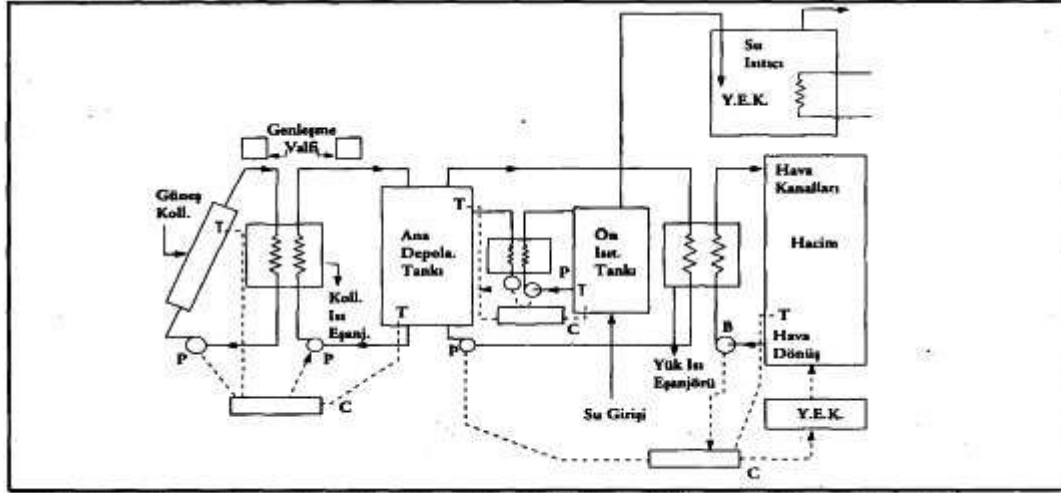 Su
Isıtıcı
Y.E.K.
Genleşme
Valfi
Güneş
Koll.
T
Koll.
Isı
Eşanj.
P
P
C
Ana
Depola.
Tankı
T
T
P
P
C
Ön
Isıt.
Tankı
T
Su Girişi
Yük Isı
Eşanjörü
B
Hava
Kanalları
Hacim
T
Hava
Dönüş
Y.E.K.
C